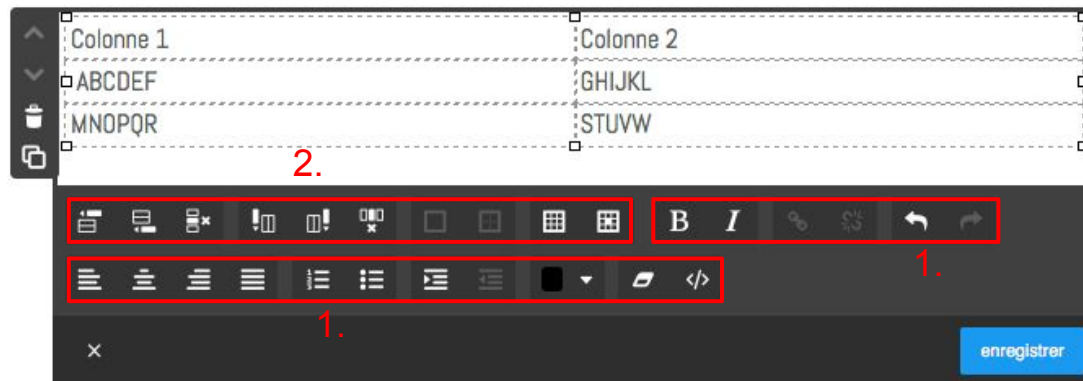 Colonne 1 Colonne 2
ABCDEF GHIJKL
MNOPQR STUVW
2.
B I
1.
1.
enregistrer